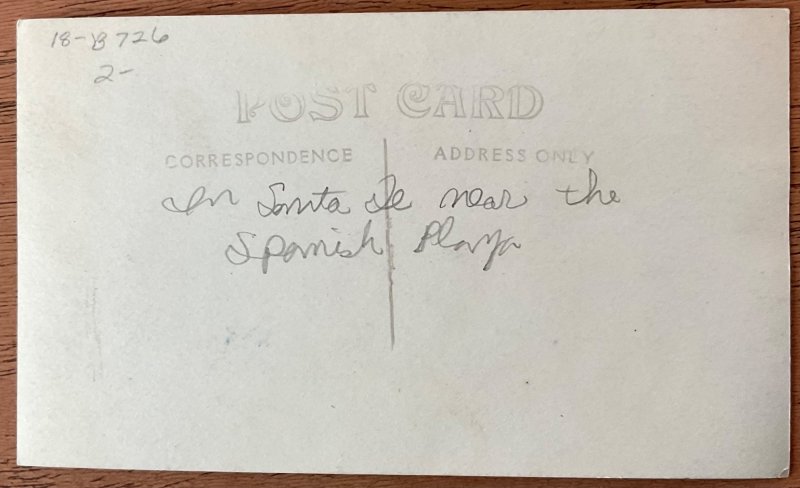 18-B726
2-
POST CARD
CORRESPONDENCE ADDRESS ONLY
In Santa Fe near the
Spanish Plaza